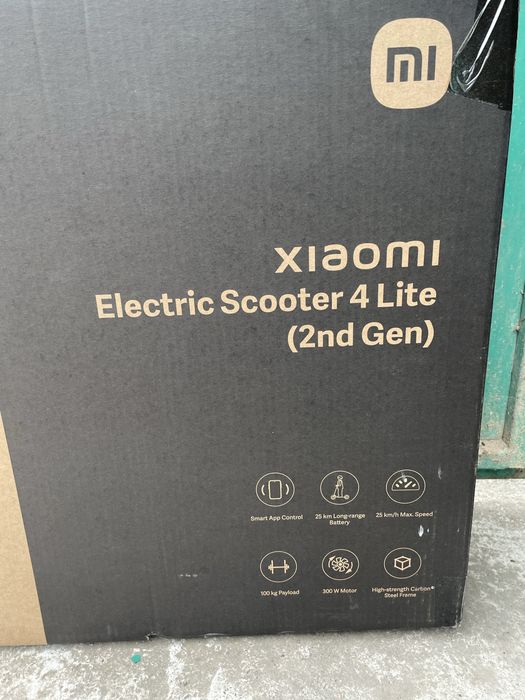 mi
xiaomi
Electric Scooter 4 Lite
(2nd Gen)
Smart App Control
25 km Long-range
Battery
25 km/h Max. Speed
100 kg Payload
300 W Motor
High-strength Carbon
Steel Frame